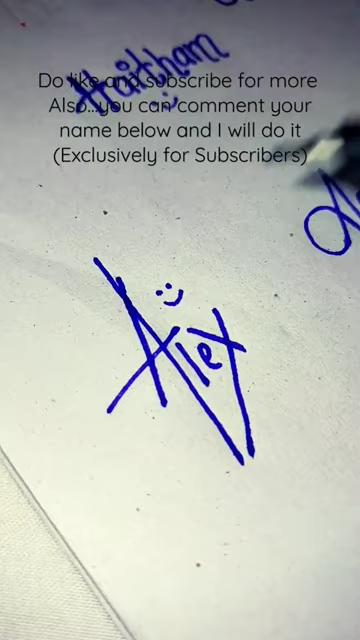 Haitham
Do like and subscribe for more
Also...you can comment your
name below and I will do it
(Exclusively for Subscribers)
Alex